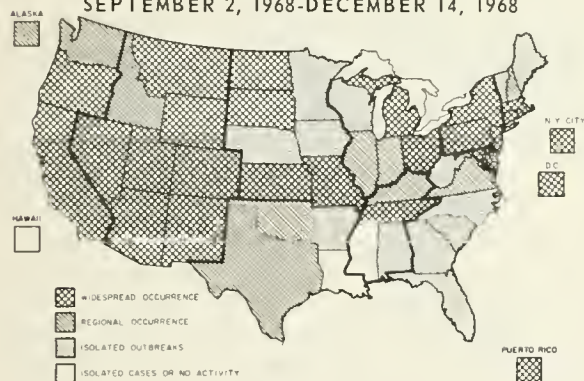 SEPTEMBER 2, 1968-DECEMBER 14, 1968
ALASKA
N Y CITY
D.C.
HAWAII
WIDESPREAD OCCURRENCE
REGIONAL OCCURRENCE
ISOLATED OUTBREAKS
ISOLATED CASES OR NO ACTIVITY
PUERTO RICO